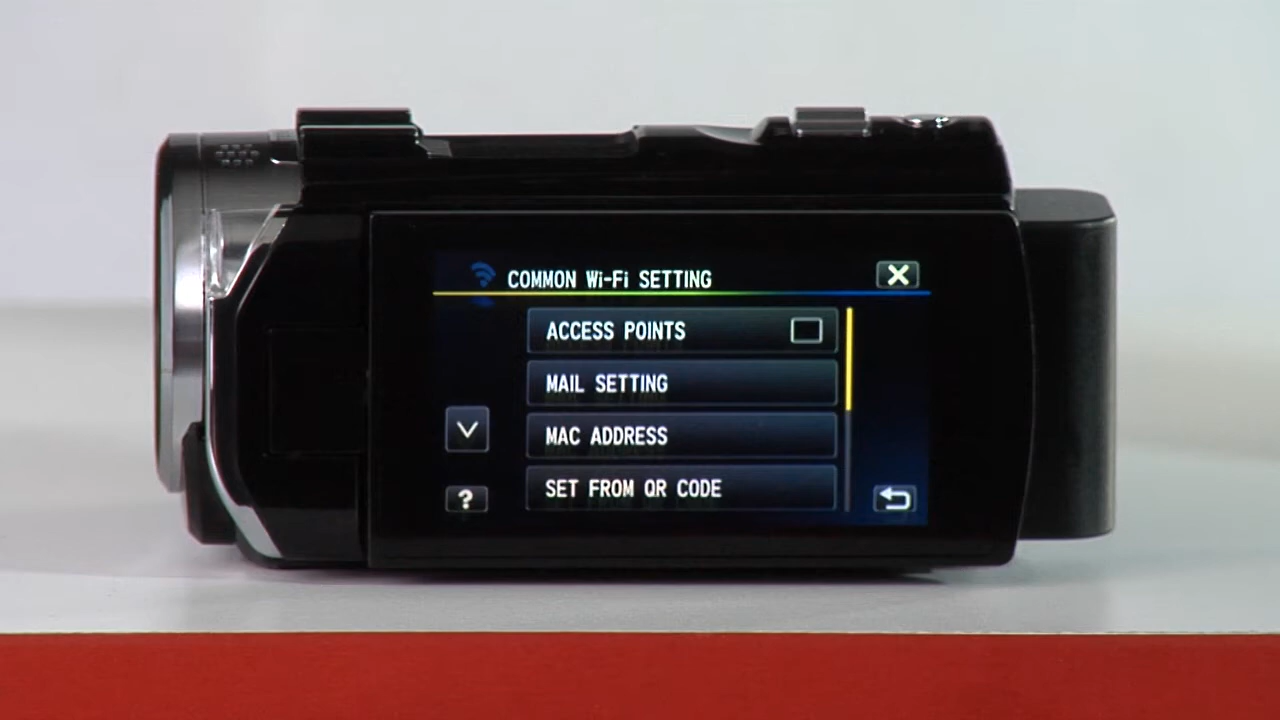 COMMON Wi-Fi SETTING
ACCESS POINTS
MAIL SETTING
MAC ADDRESS
?
SET FROM QR CODE